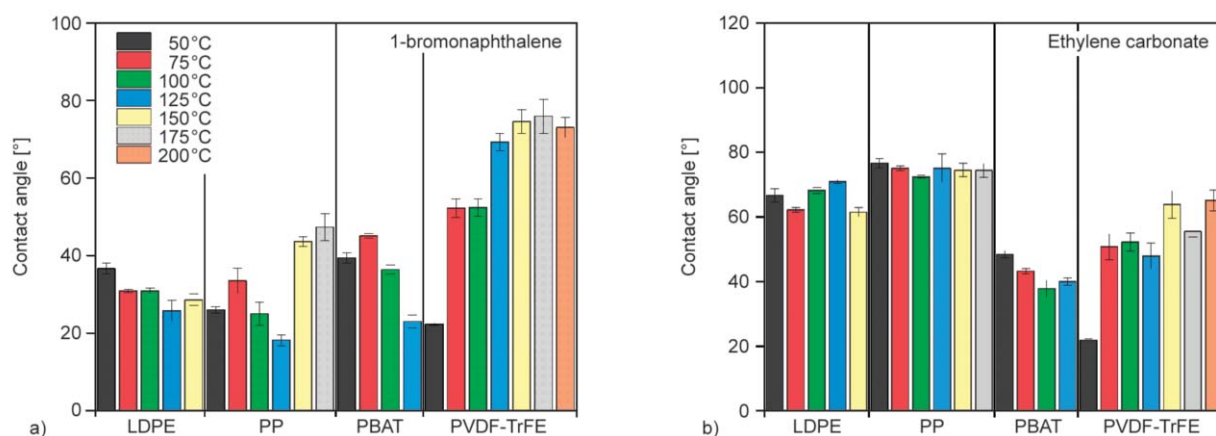 100
80
60
40
20
0
Contact angle [°]
50°C
75°C
100°C
125°C
150°C
175°C
200°C
1-bromonaphthalene
LDPE PP PBAT PVDF-TrFE
a)
120
100
80
60
40
20
0
Contact angle [°]
Ethylene carbonate
LDPE PP PBAT PVDF-TrFE
b)